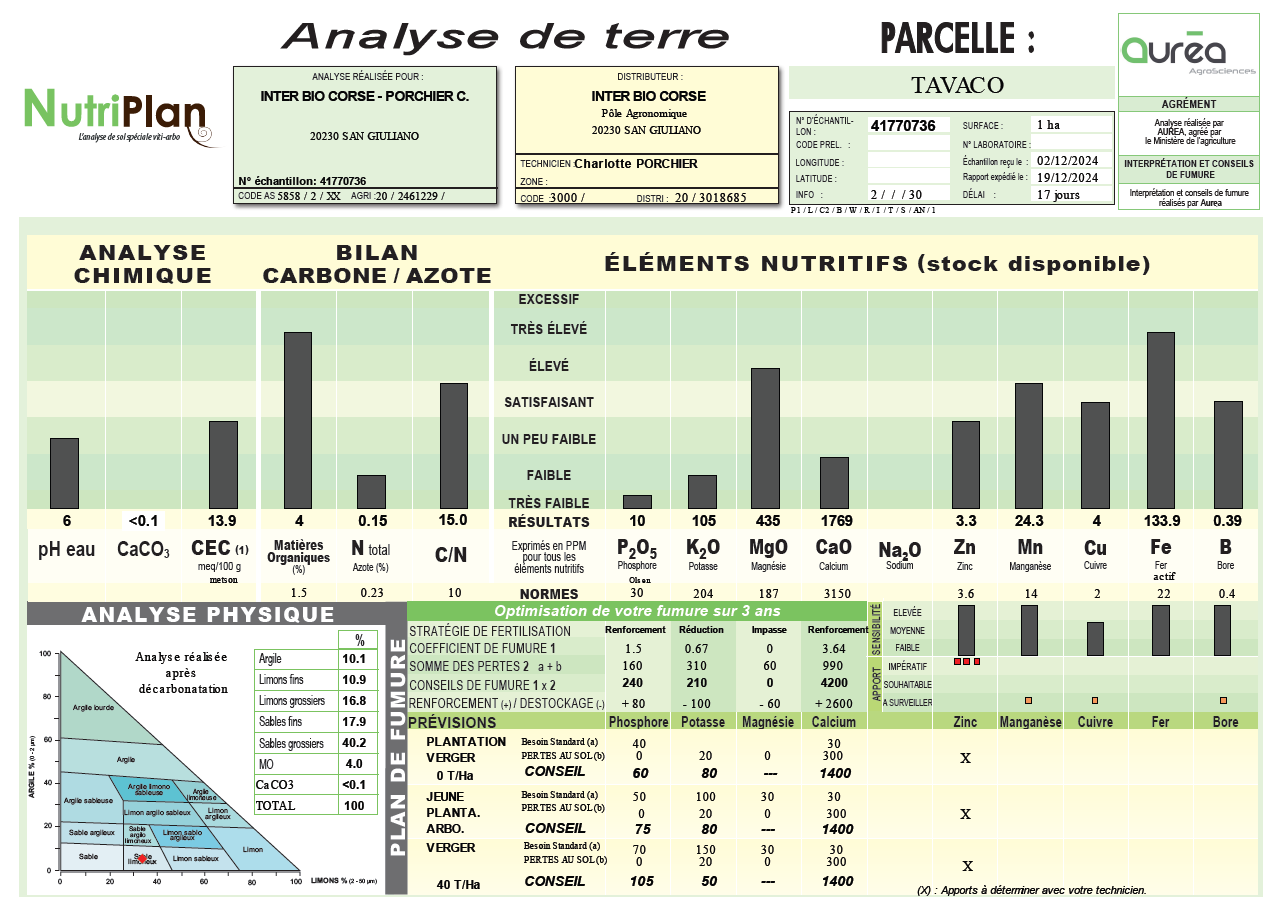 Analyse de terre
PARCELLE :
NutriPlan
L'analyse de sol spéciale viti-arbo
ANALYSE RÉALISÉE POUR :
INTER BIO CORSE - PORCHIER C.
20230 SAN GIULIANO
N° échantillon: 41770736
CODE AS 5858 / 2 / XX AGRI :20 / 2461229 /
DISTRIBUTEUR :
INTER BIO CORSE
Pôle Agronomique
20230 SAN GIULIANO
TECHNICIEN :Charlotte PORCHIER
ZONE :
CODE :3000 / DISTRI : 20 / 3018685
TAVACO
N° D'ÉCHANTIL-
LON : 41770736
SURFACE : 1 ha
CODE PREL. :
N° LABORATOIRE :
LONGITUDE :
Échantillon reçu le : 02/12/2024
LATITUDE :
Rapport expédié le : 19/12/2024
INFO : 2 / / / 30
DÉLAI : 17 jours
P1 / L / C2 / B / W / R / I / T / S / AN / 1
auréa
AgroSciences
AGRÉMENT
Analyse réalisée par
AUREA, agréé par
le Ministère de l'agriculture
INTERPRÉTATION ET CONSEILS
DE FUMURE
Interprétation et conseils de fumure
réalisés par Aurea
ANALYSE
CHIMIQUE
BILAN
CARBONE / AZOTE
ÉLÉMENTS NUTRITIFS (stock disponible)
EXCESSIF
TRÈS ÉLEVÉ
ÉLEVÉ
SATISFAISANT
UN PEU FAIBLE
FAIBLE
TRÈS FAIBLE
6 <0.1 13.9 4 0.15 15.0 RÉSULTATS 10 105 435 1769 3.3 24.3 4 133.9 0.39
pH eau
CaCO3
CEC (1)
meq/100 g
metson
Matières
Organiques
(%)
N total
Azote (%)
C/N
Exprimés en PPM
pour tous les
éléments nutritifs
P2O5
Phosphore
Olsen
K2O
Potasse
MgO
Magnésie
CaO
Calcium
Na2O
Sodium
Zn
Zinc
Mn
Manganèse
Cu
Cuivre
Fe
Fer
actif
B
Bore
1.5 0.23 10 NORMES 30 204 187 3150 3.6 14 2 22 0.4
ANALYSE PHYSIQUE
Analyse réalisée
après
décarbonatation
%
Argile 10.1
Limons fins 10.9
Limons grossiers 16.8
Sables fins 17.9
Sables grossiers 40.2
MO 4.0
CaCO3 <0.1
TOTAL 100
ARGILE % (0 - 2 µm)
100
80
60
40
20
0
Argile lourde
Argile
Argile sableuse
Argile limono
sableuse
Argile
limoneuse
Limon argilo sableux
Limon
argileux
Sable argileux
Sable
argilo
limoneux
Limon sablo
argileux
Limon
Sable
Sable
limoneux
Limon sableux
0 20 40 60 80 100 LIMONS % (2 - 50 µm)
PLAN DE FUMURE
Optimisation de votre fumure sur 3 ans
STRATÉGIE DE FERTILISATION Renforcement Réduction Impasse Renforcement
COEFFICIENT DE FUMURE 1 1.5 0.67 0 3.64
SOMME DES PERTES 2 a + b 160 310 60 990
CONSEILS DE FUMURE 1 x 2 240 210 0 4200
RENFORCEMENT (+) / DESTOCKAGE (-) + 80 - 100 - 60 + 2600
SENSIBILITÉ
ELEVÉE
MOYENNE
FAIBLE
APPORT
IMPÉRATIF
SOUHAITABLE
A SURVEILLER
PRÉVISIONS Phosphore Potasse Magnésie Calcium Zinc Manganèse Cuivre Fer Bore
PLANTATION Besoin Standard (a) 40 30
VERGER PERTES AU SOL (b) 0 20 0 300 X
0 T/Ha CONSEIL 60 80 --- 1400
JEUNE Besoin Standard (a) 50 100 30 30
PLANTA. PERTES AU SOL (b) 0 20 0 300 X
ARBO. CONSEIL 75 80 --- 1400
VERGER Besoin Standard (a) 70 150 30 30
PERTES AU SOL (b) 0 20 0 300 X
40 T/Ha CONSEIL 105 50 --- 1400
(X) : Apports à déterminer avec votre technicien.